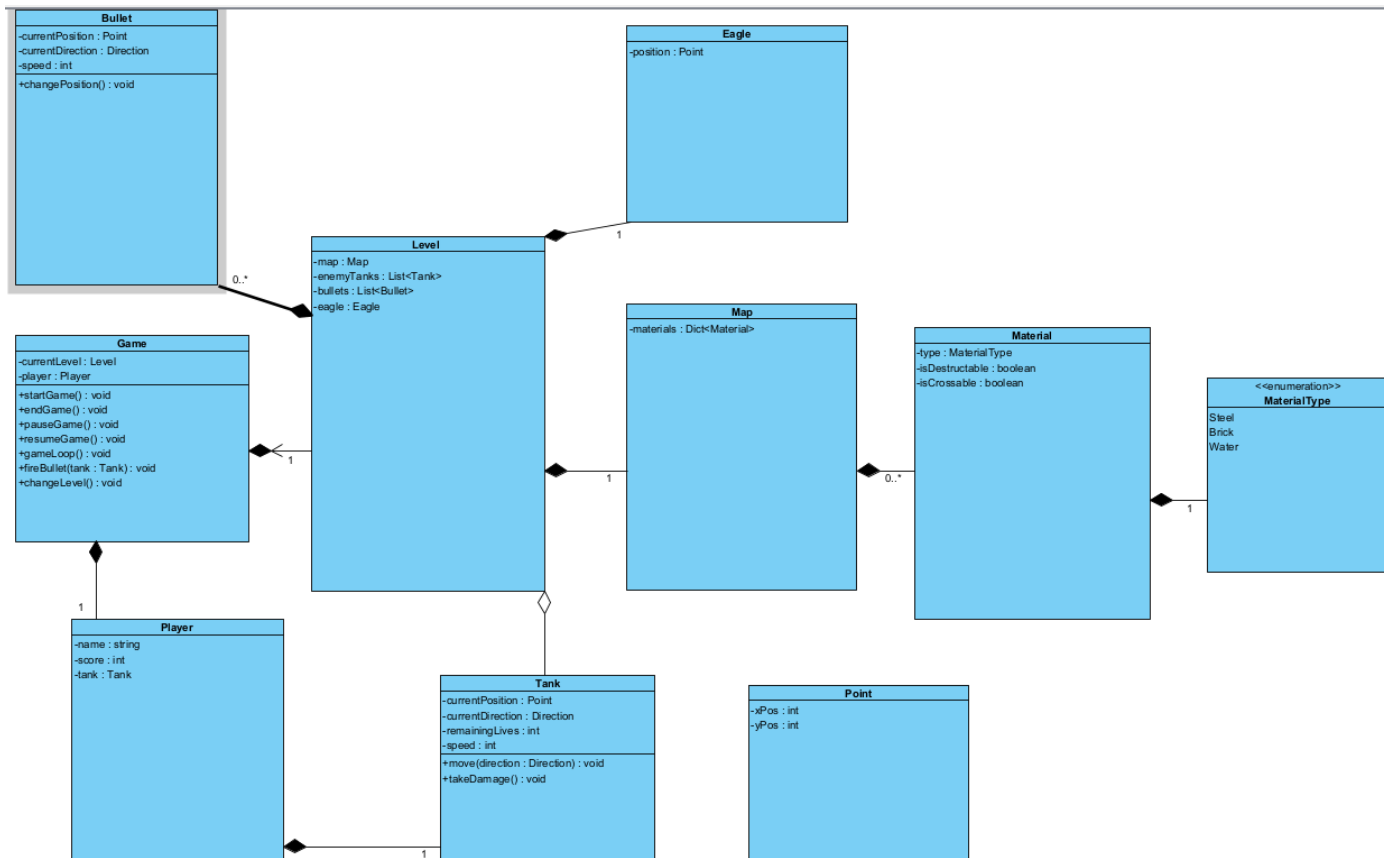 Bullet
-currentPosition : Point
-currentDirection : Direction
-speed : int
+changePosition() : void
Eagle
-position : Point
1
Level
-map : Map
-enemyTanks : List<Tank>
-bullets : List<Bullet>
-eagle : Eagle
0..*
Map
-materials : Dict<Material>
Material
-type : MaterialType
-isDestructable : boolean
-isCrossable : boolean
<<enumeration>>
MaterialType
Steel
Brick
Water
Game
-currentLevel : Level
-player : Player
+startGame() : void
+endGame() : void
+pauseGame() : void
+resumeGame() : void
+gameLoop() : void
+fireBullet(tank : Tank) : void
+changeLevel() : void
1
1
0..*
1
1
Player
-name : string
-score : int
-tank : Tank
Tank
-currentPosition : Point
-currentDirection : Direction
-remainingLives : int
-speed : int
+move(direction : Direction) : void
+takeDamage() : void
Point
-xPos : int
-yPos : int
1